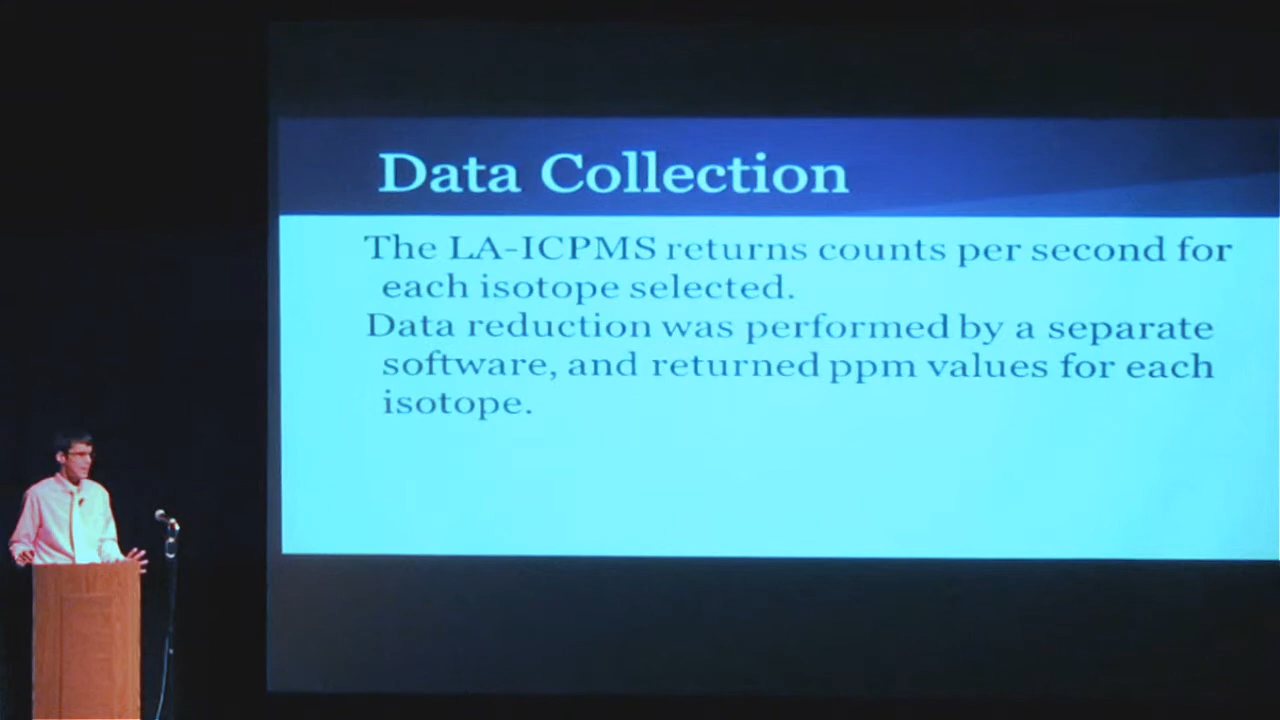 Data Collection
The LA-ICPMS returns counts per second for
each isotope selected.
Data reduction was performed by a separate
software, and returned ppm values for each
isotope.